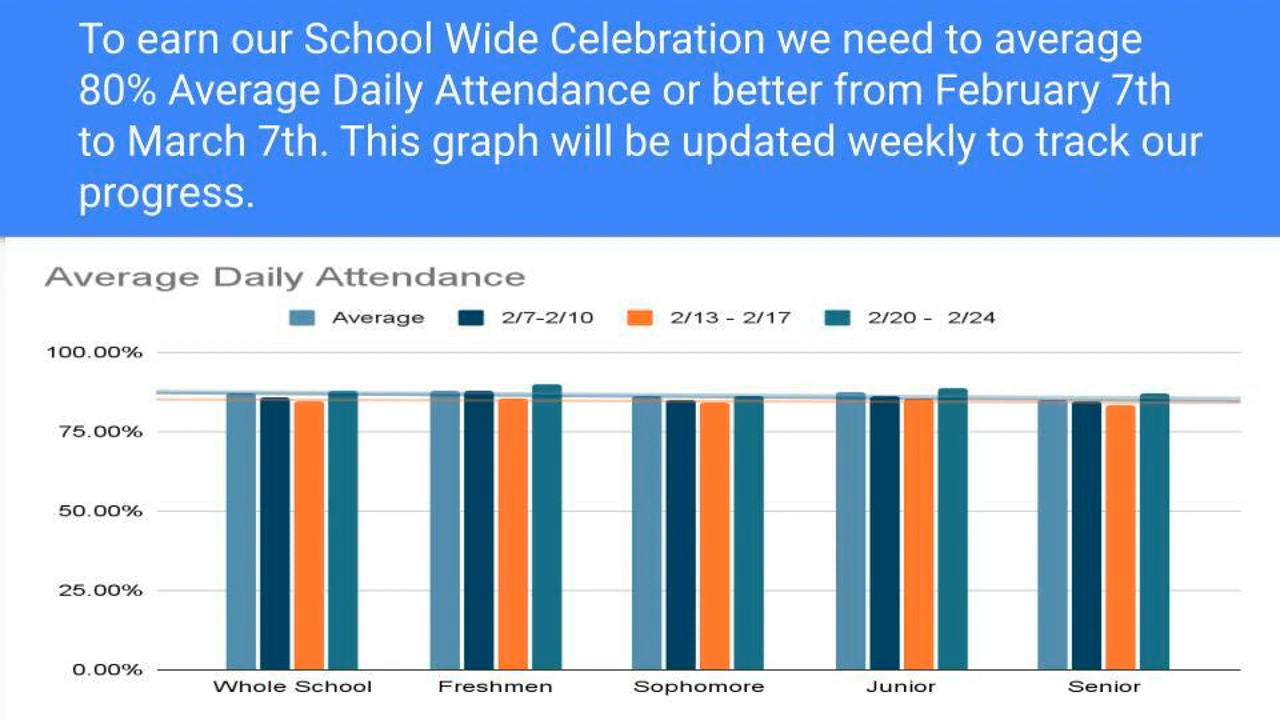 To earn our School Wide Celebration we need to average
80% Average Daily Attendance or better from February 7th
to March 7th. This graph will be updated weekly to track our
progress.
Average Daily Attendance
Average 2/7-2/10 2/13 - 2/17 2/20 - 2/24
100.00%
75.00%
50.00%
25.00%
0.00%
Whole School Freshmen Sophomore Junior Senior